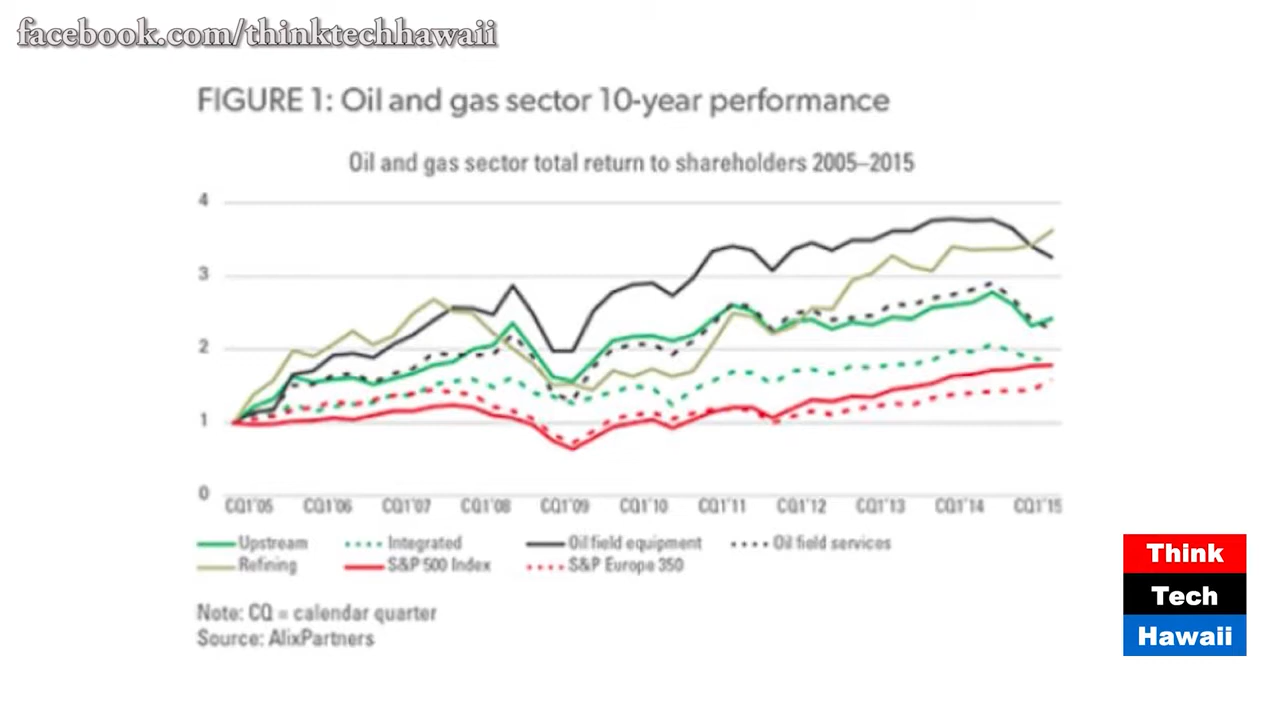 facebook.com/thinktechhawaii
FIGURE 1: Oil and gas sector 10-year performance
Oil and gas sector total return to shareholders 2005–2015
4
3
2
1
0
CQ1'05 CQ1'06 CQ1'07 CQ1'08 CQ1'09 CQ1'10 CQ1'11 CQ1'12 CQ1'13 CQ1'14 CQ1'15
Upstream Integrated Oil field equipment Oil field services
Refining S&P 500 Index S&P Europe 350
Note: CQ = calendar quarter
Source: AlixPartners
Think
Tech
Hawaii